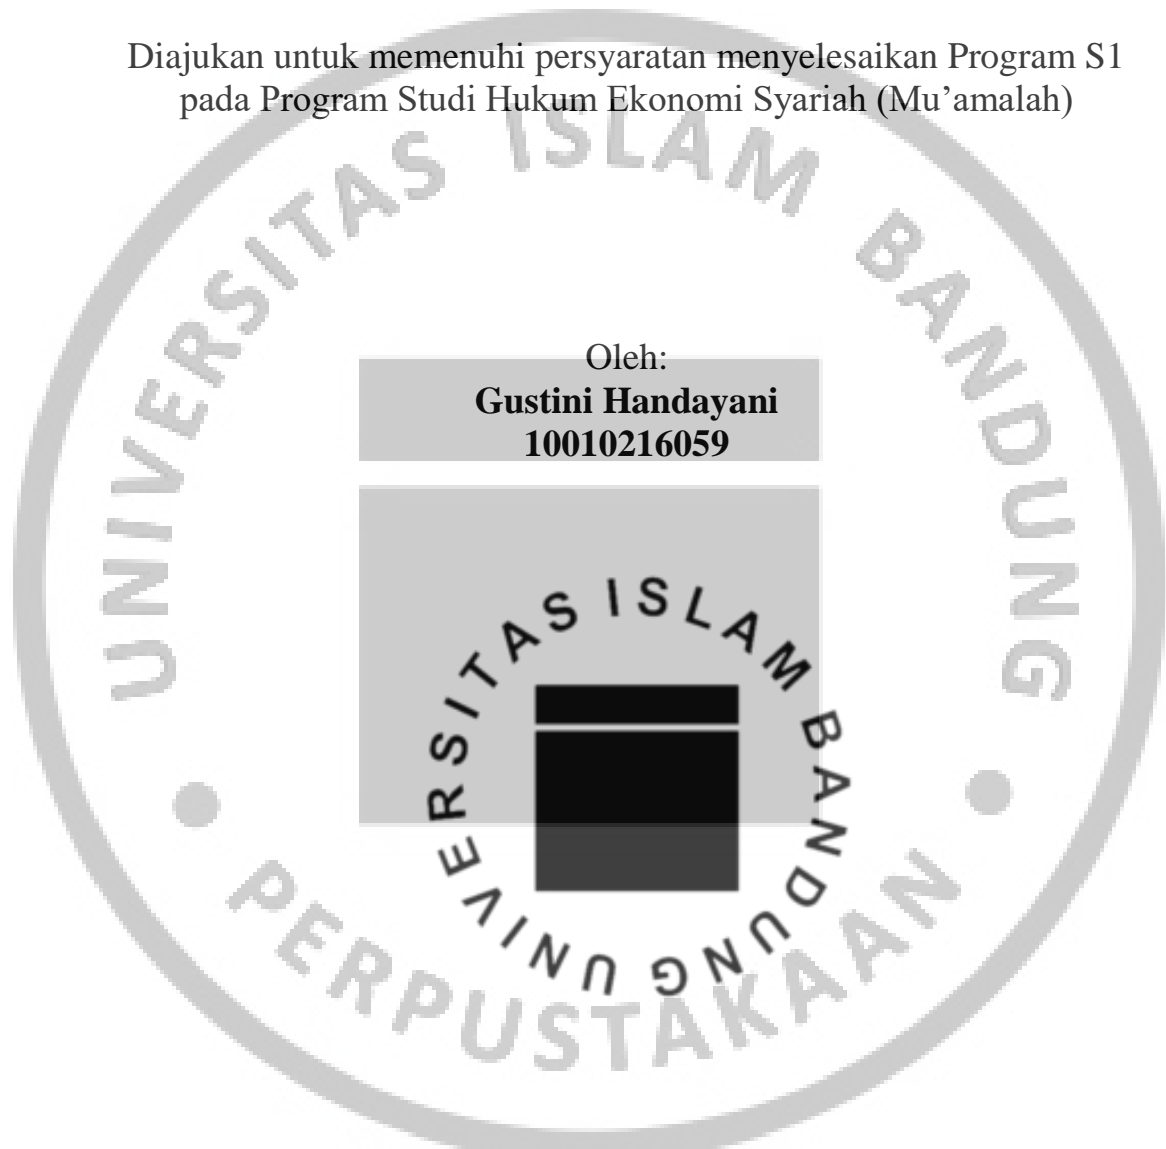 Diajukan untuk memenuhi persyaratan menyelesaikan Program S1
pada Program Studi Hukum Ekonomi Syariah (Mu’amalah)
UNIVERSITAS ISLAM BANDUNG
Oleh:
Gustini Handayani
10010216059
UNIVERSITAS ISLAM BANDUNG
PERPUSTAKAAN